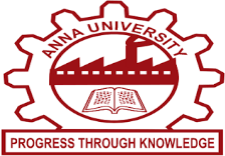 ANNA UNIVERSITY
PROGRESS THROUGH KNOWLEDGE